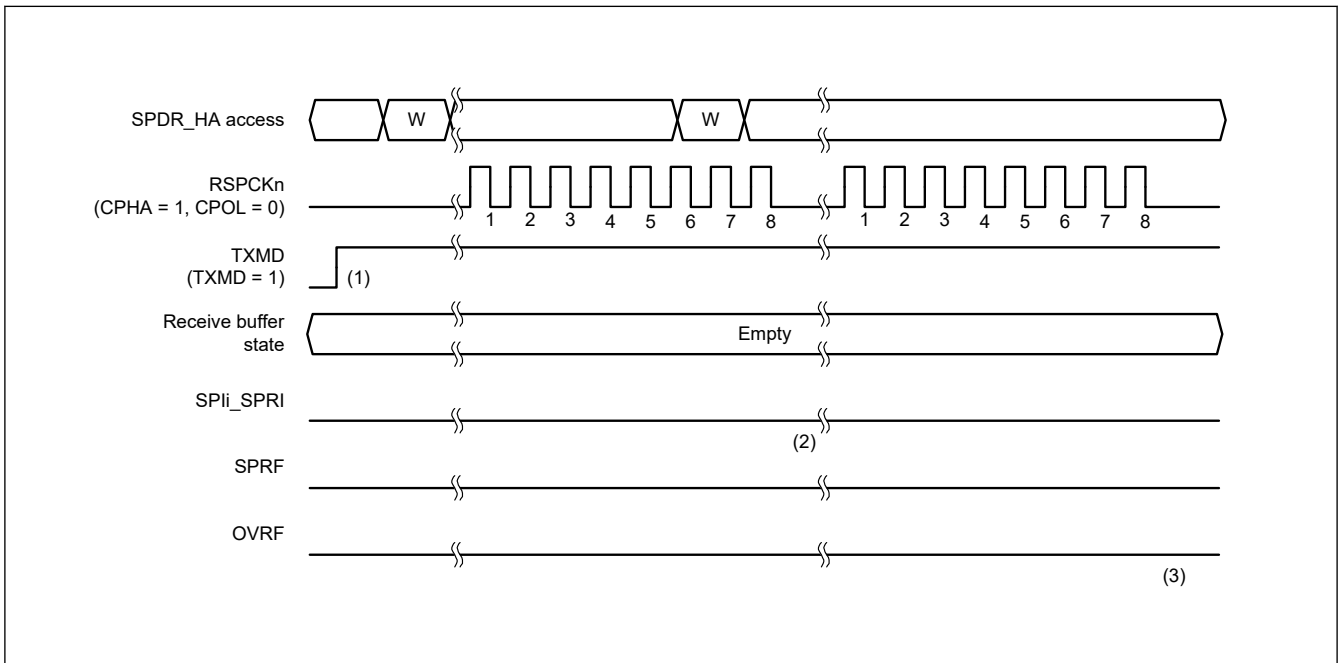 SPDR_HA access
W
W
RSPCKn
(CPHA = 1, CPOL = 0)
1 2 3 4 5 6 7 8
1 2 3 4 5 6 7 8
TXMD
(TXMD = 1)
(1)
Receive buffer
state
Empty
SPIi_SPRI
(2)
SPRF
OVRF
(3)